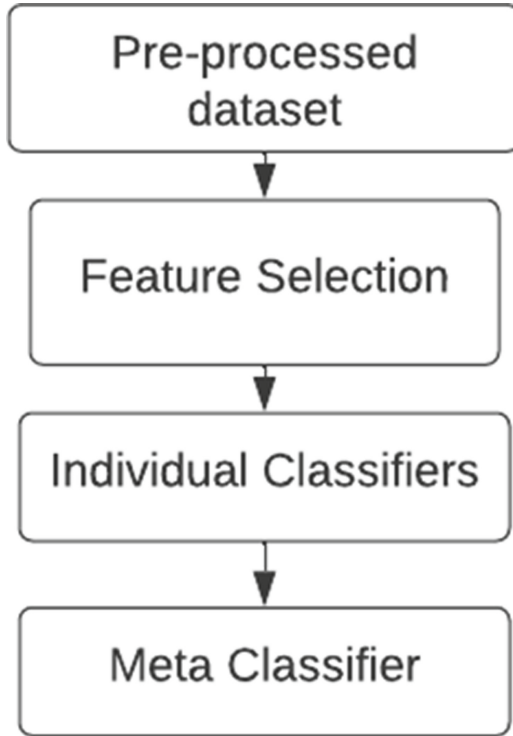 Pre-processed
dataset
Feature Selection
Individual Classifiers
Meta Classifier